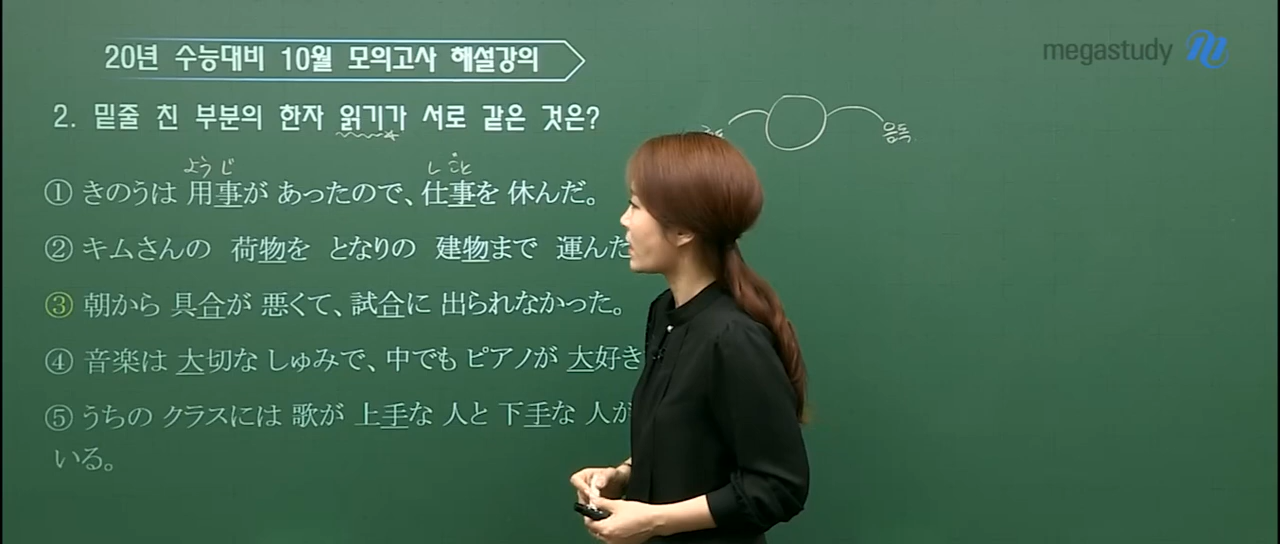 20년 수능대비 10월 모의고사 해설강의
megastudy
2. 밑줄 친 부분의 한자 읽기가 서로 같은 것은?
음독
ようじ しごと
① きのうは 用事が あったので、仕事を 休んだ。
② キムさんの 荷物を となりの 建物まで 運んだ
③ 朝から 具合が 悪くて、試合に 出られなかった。
④ 音楽は 大切な しゅみで、中でも ピアノが 大好き
⑤ うちの クラスには 歌が 上手な 人と 下手な 人が
いる。